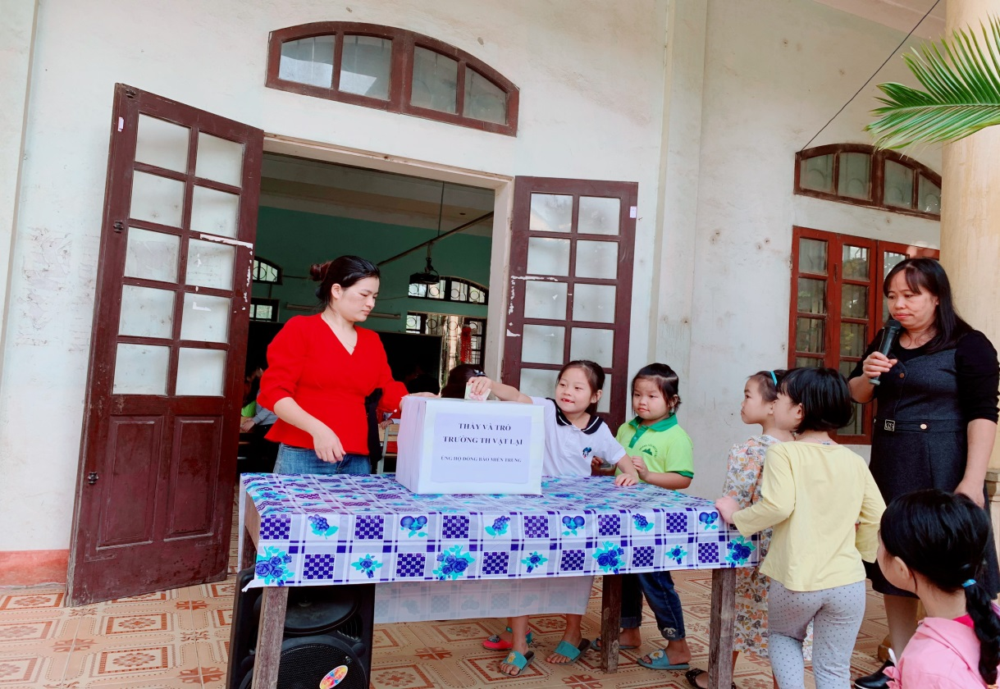 THẦY VÀ TRÒ
TRƯỜNG TH VẬT LẠI
ỦNG HỘ ĐỒNG BÀO MIỀN TRUNG